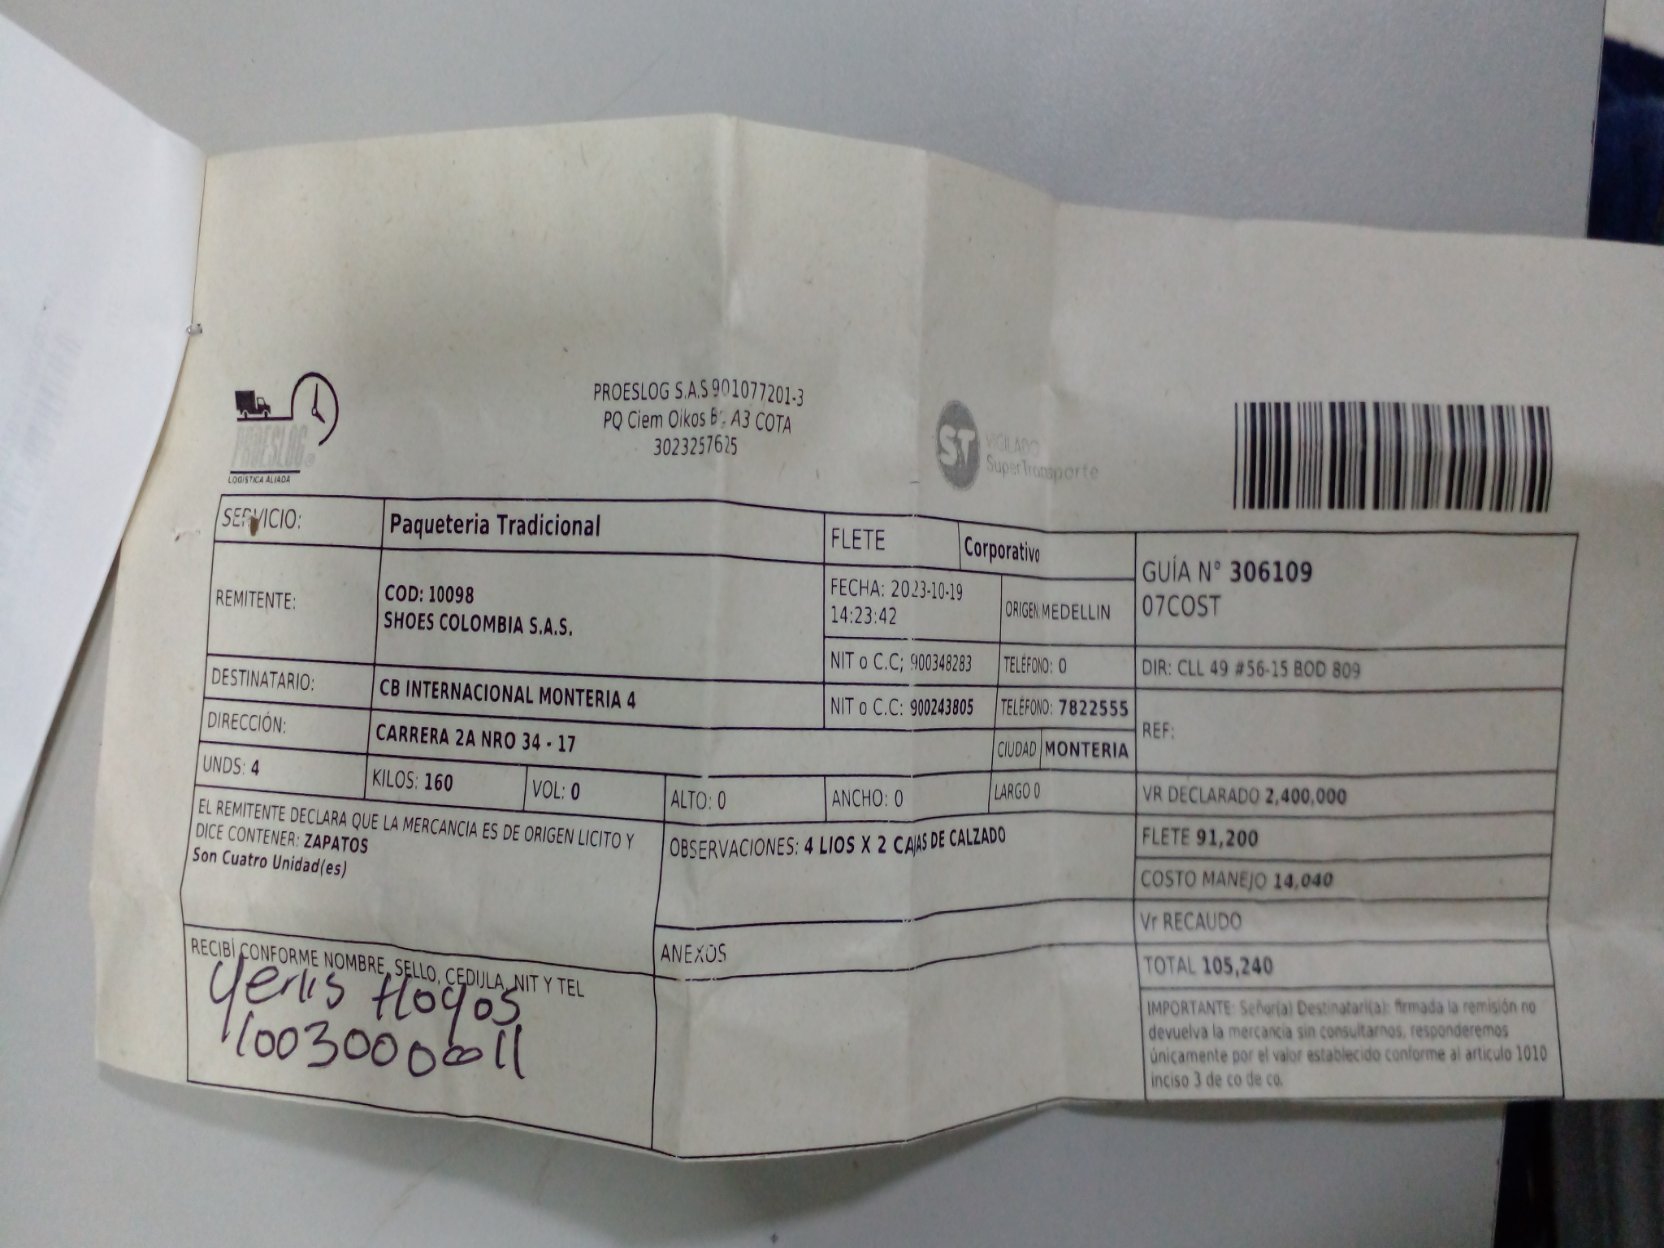 PROESLOG
LOGÍSTICA ALIADA
PROESLOG S.A.S 901077201-3
PQ Ciem Oikos A3 COTA
3023257625
ST
VIGILADO
SuperTransporte
SERVICIO: Paqueteria Tradicional
FLETE Corporativo
GUÍA N° 306109
07COST
REMITENTE:
COD: 10098
SHOES COLOMBIA S.A.S.
FECHA: 2023-10-19
14:23:42
ORIGEN MEDELLIN
NIT o C.C; 900348283
TELÉFONO: 0
DIR: CLL 49 #56-15 BOD 809
DESTINATARIO: CB INTERNACIONAL MONTERIA 4
NIT o C.C: 900243805
TELÉFONO: 7822555
REF:
DIRECCIÓN: CARRERA 2A NRO 34 - 17
CIUDAD MONTERIA
UNDS: 4
KILOS: 160
VOL: 0
ALTO: 0
ANCHO: 0
LARGO 0
VR DECLARADO 2,400,000
EL REMITENTE DECLARA QUE LA MERCANCIA ES DE ORIGEN LICITO Y
DICE CONTENER: ZAPATOS
Son Cuatro Unidad(es)
OBSERVACIONES: 4 LIOS X 2 CAJAS DE CALZADO
FLETE 91,200
COSTO MANEJO 14,040
Vr RECAUDO
TOTAL 105,240
ANEXOS
RECIBÍ CONFORME NOMBRE, SELLO, CEDULA, NIT Y TEL
Yerlis Hoyos
1003000011
IMPORTANTE: Señor(a) Destinatari(a): firmada la remisión no
devuelva la mercancia sin consultarnos, responderemos
únicamente por el valor establecido conforme al articulo 1010
inciso 3 de co de co.